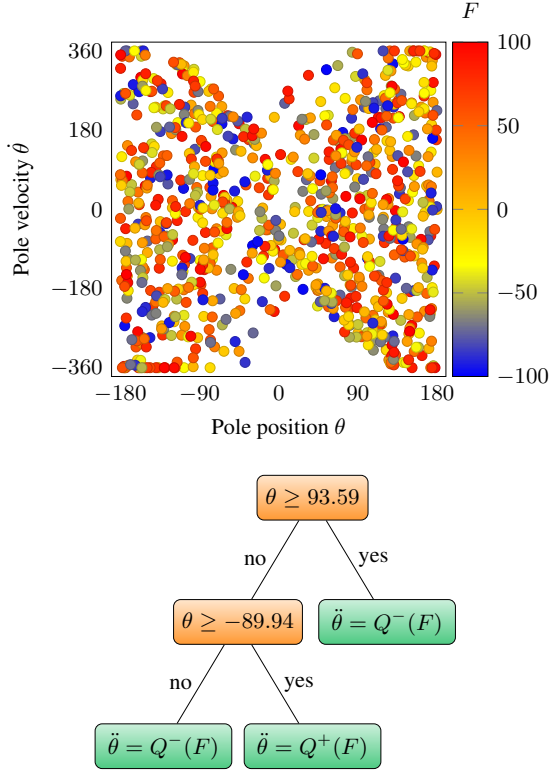 F
360
180
0
−180
−360
Pole velocity θ̇
−180 −90 0 90 180
Pole position θ
100
50
0
−50
−100
θ ≥ 93.59
no yes
θ ≥ −89.94
θ̈ = Q⁻(F)
no yes
θ̈ = Q⁻(F) θ̈ = Q⁺(F)